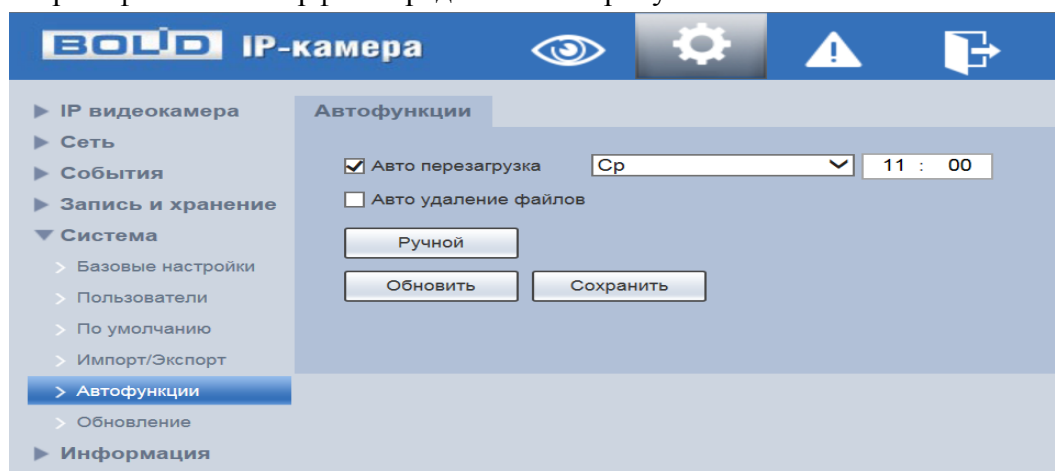 BOLID IP-камера
IP видеокамера
Сеть
События
Запись и хранение
Система
Базовые настройки
Пользователи
По умолчанию
Импорт/Экспорт
Автофункции
Обновление
Информация
Автофункции
Авто перезагрузка Ср 11 : 00
Авто удаление файлов
Ручной
Обновить Сохранить